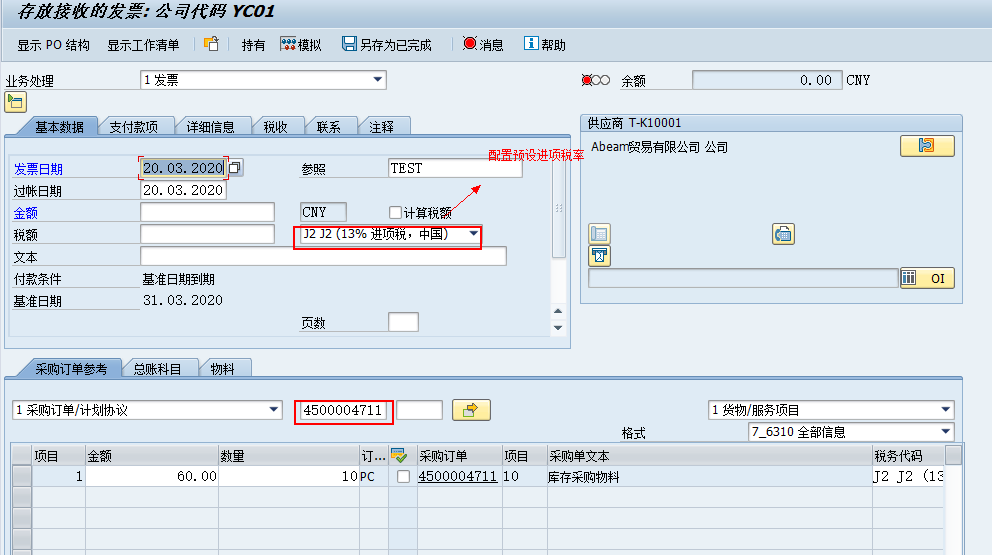 存放接收的发票: 公司代码 YC01
显示 PO 结构 显示工作清单 持有 模拟 另存为已完成 消息 帮助
业务处理 1 发票 余额 0.00 CNY
基本数据 支付款项 详细信息 税收 联系 注释
供应商 T-K10001
Abeam贸易有限公司 公司
配置预设进项税率
发票日期 20.03.2020 参照 TEST
过帐日期 20.03.2020
金额 CNY 计算税额
税额 J2 J2 (13% 进项税, 中国)
文本
付款条件 基准日期到期
基准日期 31.03.2020
OI
页数
采购订单参考 总账科目 物料
1 采购订单/计划协议 4500004711 1 货物/服务项目
格式 7_6310 全部信息
项目 金额 数量 订... 采购订单 项目 采购单文本 税务代码
1 60.00 10 PC 4500004711 10 库存采购物料 J2 J2 (13